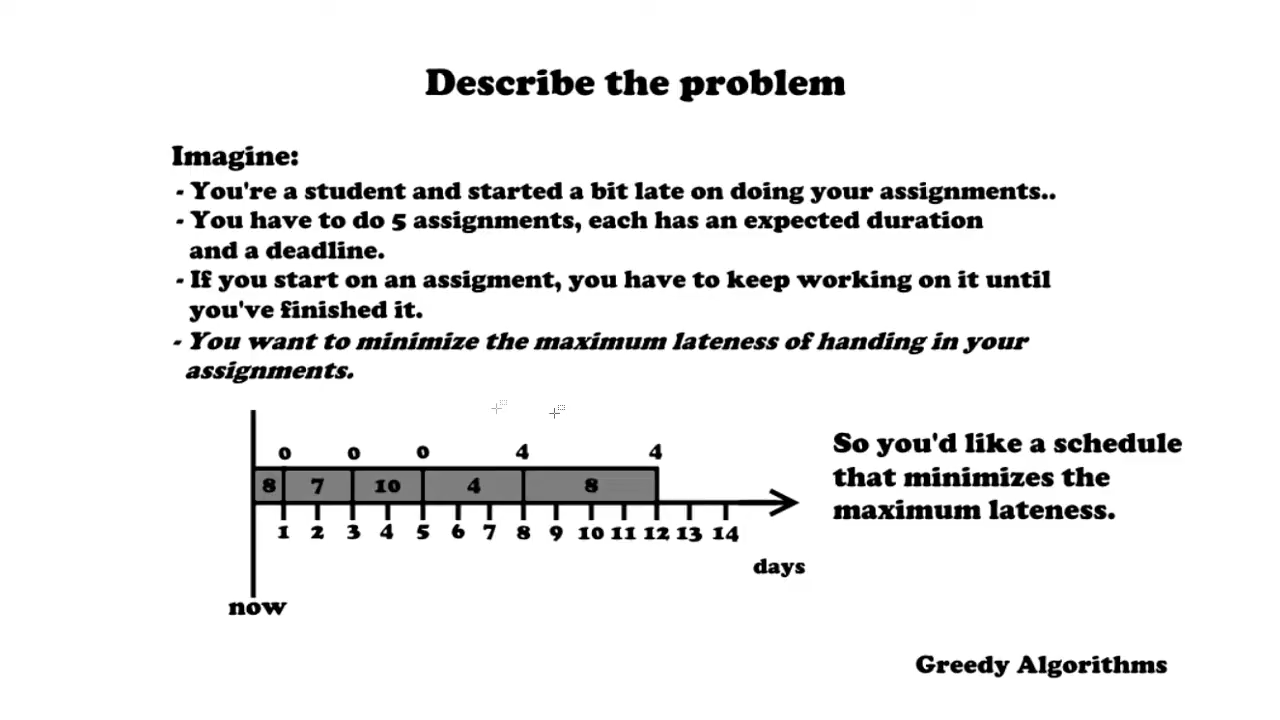 Describe the problem
Imagine:
- You're a student and started a bit late on doing your assignments..
- You have to do 5 assignments, each has an expected duration
and a deadline.
- If you start on an assigment, you have to keep working on it until
you've finished it.
- You want to minimize the maximum lateness of handing in your
assignments.
0 0 0 4 4
8 7 10 4 8
1 2 3 4 5 6 7 8 9 10 11 12 13 14
days
now
So you'd like a schedule
that minimizes the
maximum lateness.
Greedy Algorithms